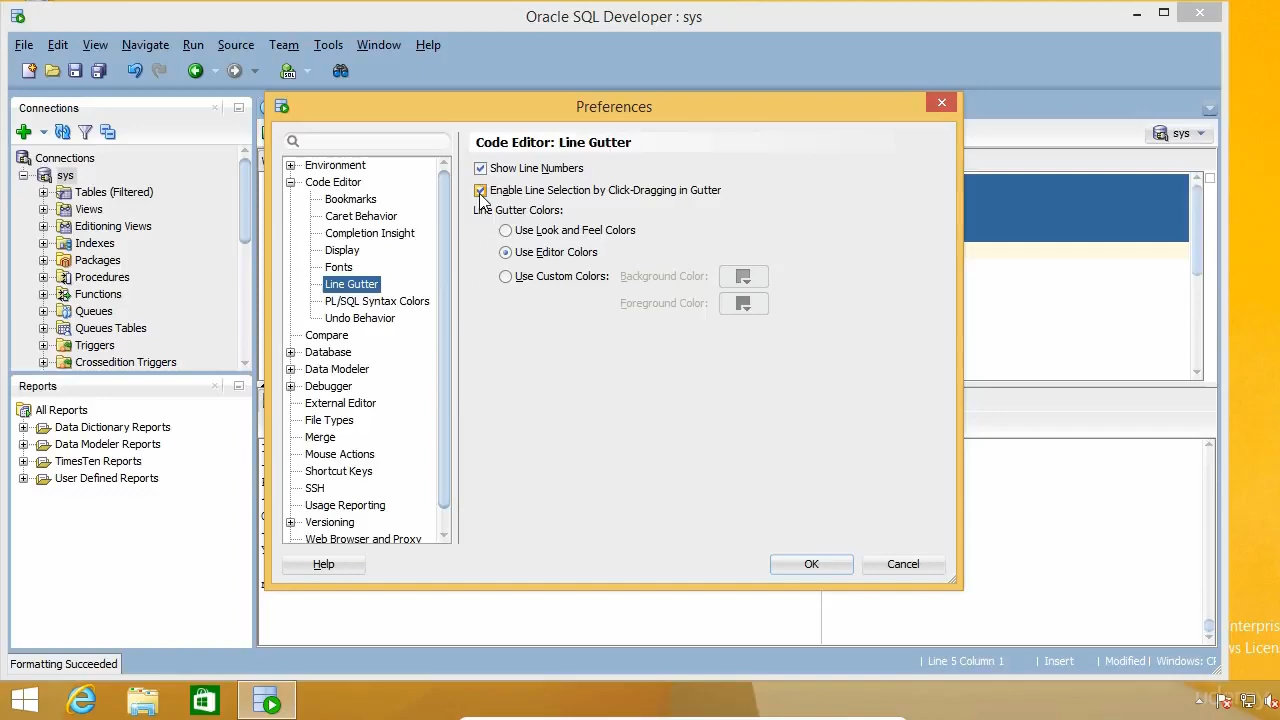 Oracle SQL Developer : sys
File Edit View Navigate Run Source Team Tools Window Help
Connections
sys
Connections
sys
Tables (Filtered)
Views
Editioning Views
Indexes
Packages
Procedures
Functions
Queues
Queues Tables
Triggers
Crossedition Triggers
Reports
All Reports
Data Dictionary Reports
Data Modeler Reports
TimesTen Reports
User Defined Reports
Preferences
Environment
Code Editor
Bookmarks
Caret Behavior
Completion Insight
Display
Fonts
Line Gutter
PL/SQL Syntax Colors
Undo Behavior
Compare
Database
Data Modeler
Debugger
External Editor
File Types
Merge
Mouse Actions
Shortcut Keys
SSH
Usage Reporting
Versioning
Web Browser and Proxy
Code Editor: Line Gutter
Show Line Numbers
Enable Line Selection by Click-Dragging in Gutter
Line Gutter Colors:
Use Look and Feel Colors
Use Editor Colors
Use Custom Colors: Background Color:
Foreground Color:
Help OK Cancel
Formatting Succeeded
Line 5 Column 1 Insert Modified Windows: CF